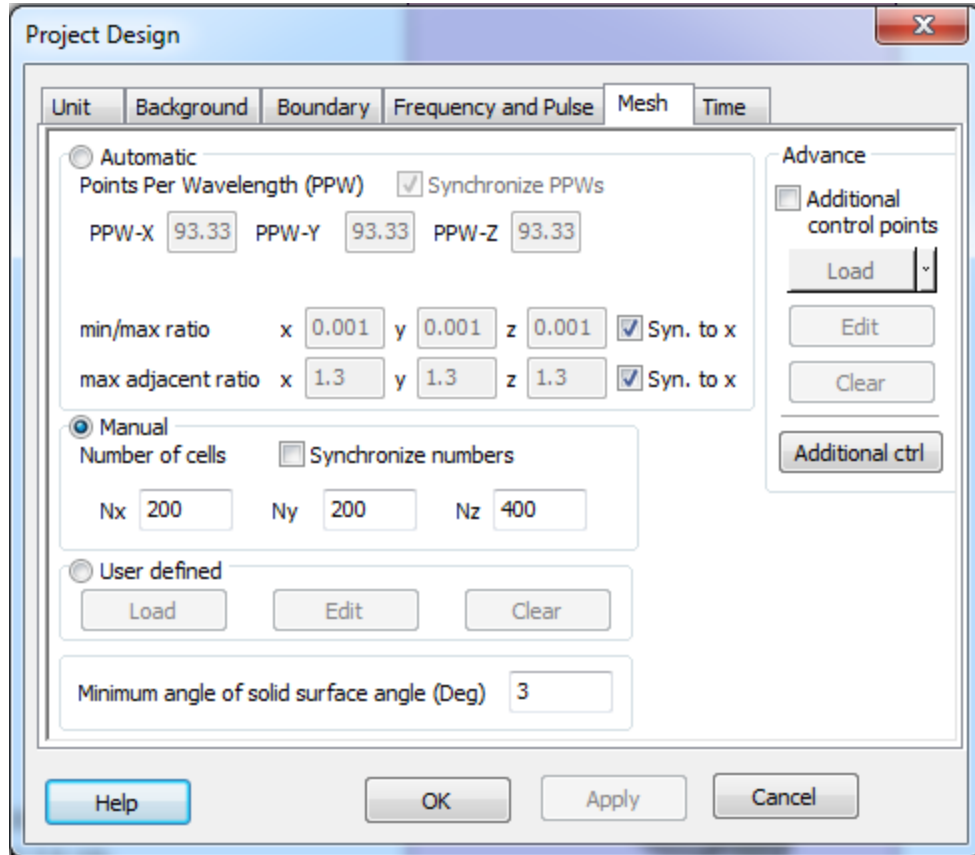 Project Design
x
Unit Background Boundary Frequency and Pulse Mesh Time
Automatic
Points Per Wavelength (PPW) Synchronize PPWs
PPW-X 93.33 PPW-Y 93.33 PPW-Z 93.33
min/max ratio x 0.001 y 0.001 z 0.001 Syn. to x
max adjacent ratio x 1.3 y 1.3 z 1.3 Syn. to x
Manual
Number of cells Synchronize numbers
Nx 200 Ny 200 Nz 400
User defined
Load Edit Clear
Minimum angle of solid surface angle (Deg) 3
Advance
Additional
control points
Load
Edit
Clear
Additional ctrl
Help OK Apply Cancel